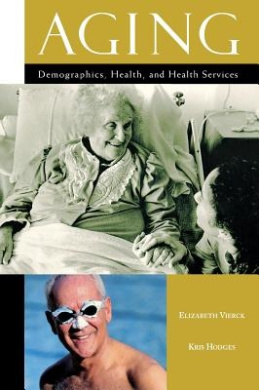 AGING
Demographics, Health, and Health Services
ELIZABETH VIERCK
KRIS HODGES